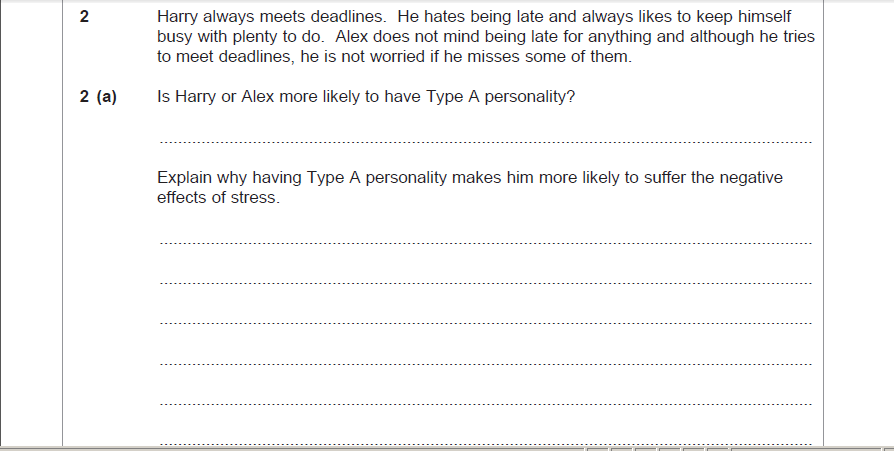 2 Harry always meets deadlines. He hates being late and always likes to keep himself
busy with plenty to do. Alex does not mind being late for anything and although he tries
to meet deadlines, he is not worried if he misses some of them.
2 (a) Is Harry or Alex more likely to have Type A personality?
Explain why having Type A personality makes him more likely to suffer the negative
effects of stress.